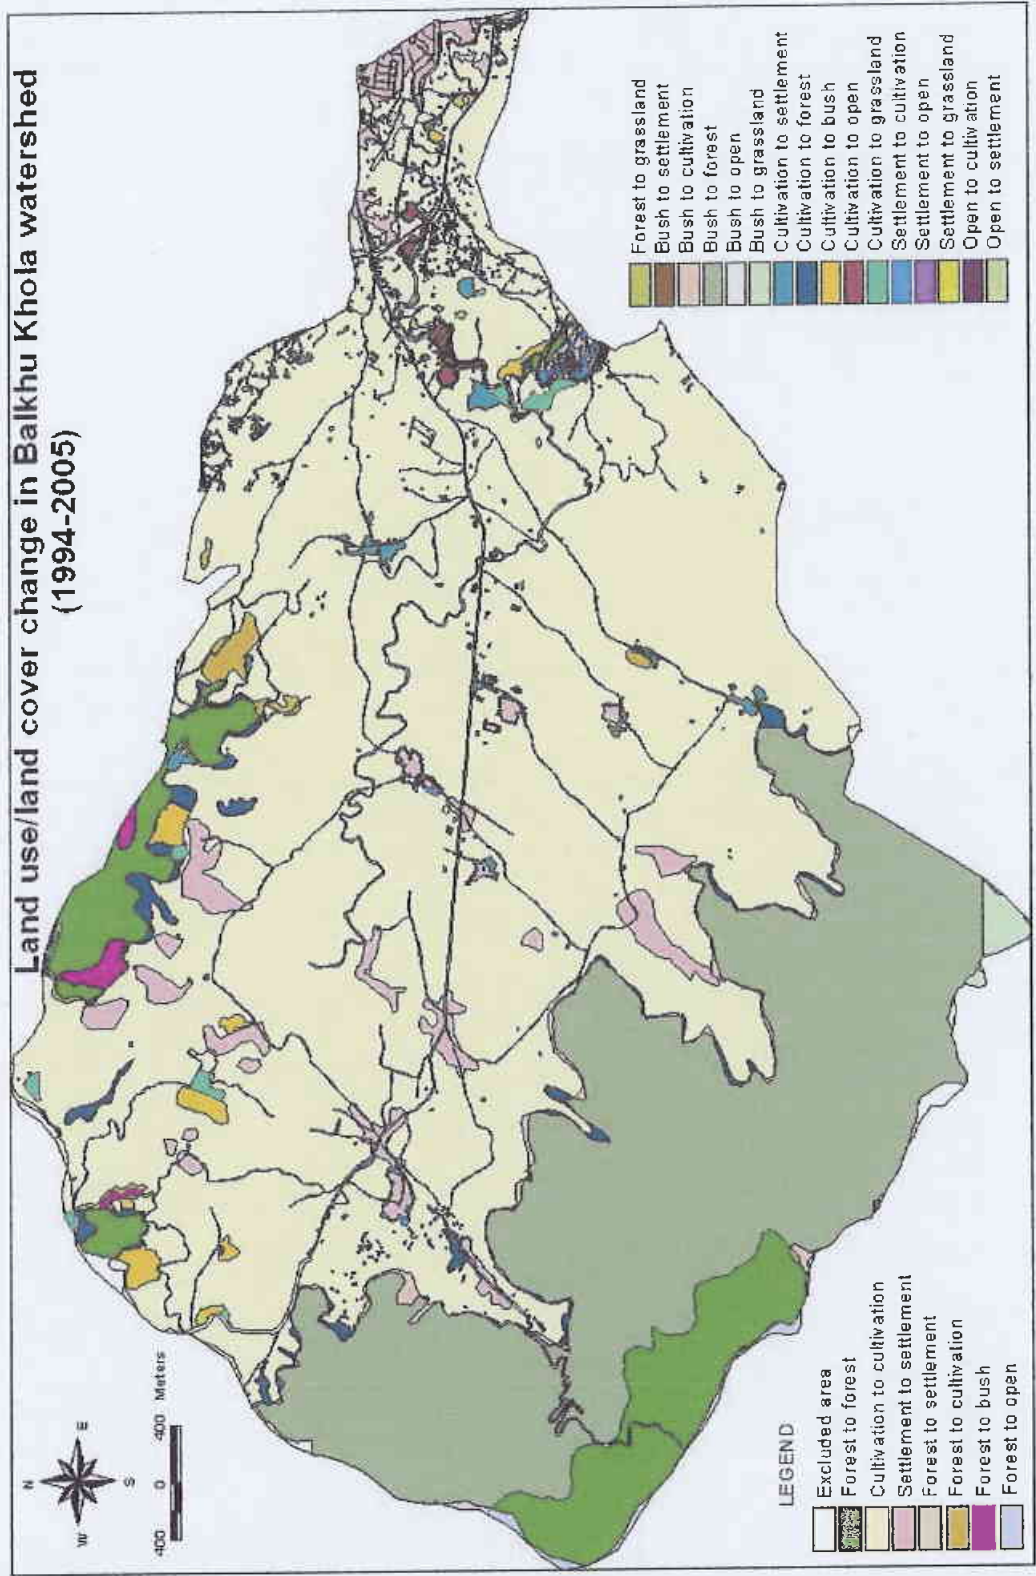 Land use/land cover change in Balkhu Khola watershed
(1994-2005)
N
W
E
S
400 0 400 Meters
LEGEND
Excluded area
Forest to forest
Cultivation to cultivation
Settlement to settlement
Forest to settlement
Forest to cultivation
Forest to bush
Forest to open
Forest to grassland
Bush to settlement
Bush to cultivation
Bush to forest
Bush to open
Bush to grassland
Cultivation to settlement
Cultivation to forest
Cultivation to bush
Cultivation to open
Cultivation to grassland
Settlement to cultivation
Settlement to open
Settlement to grassland
Open to cultivation
Open to settlement